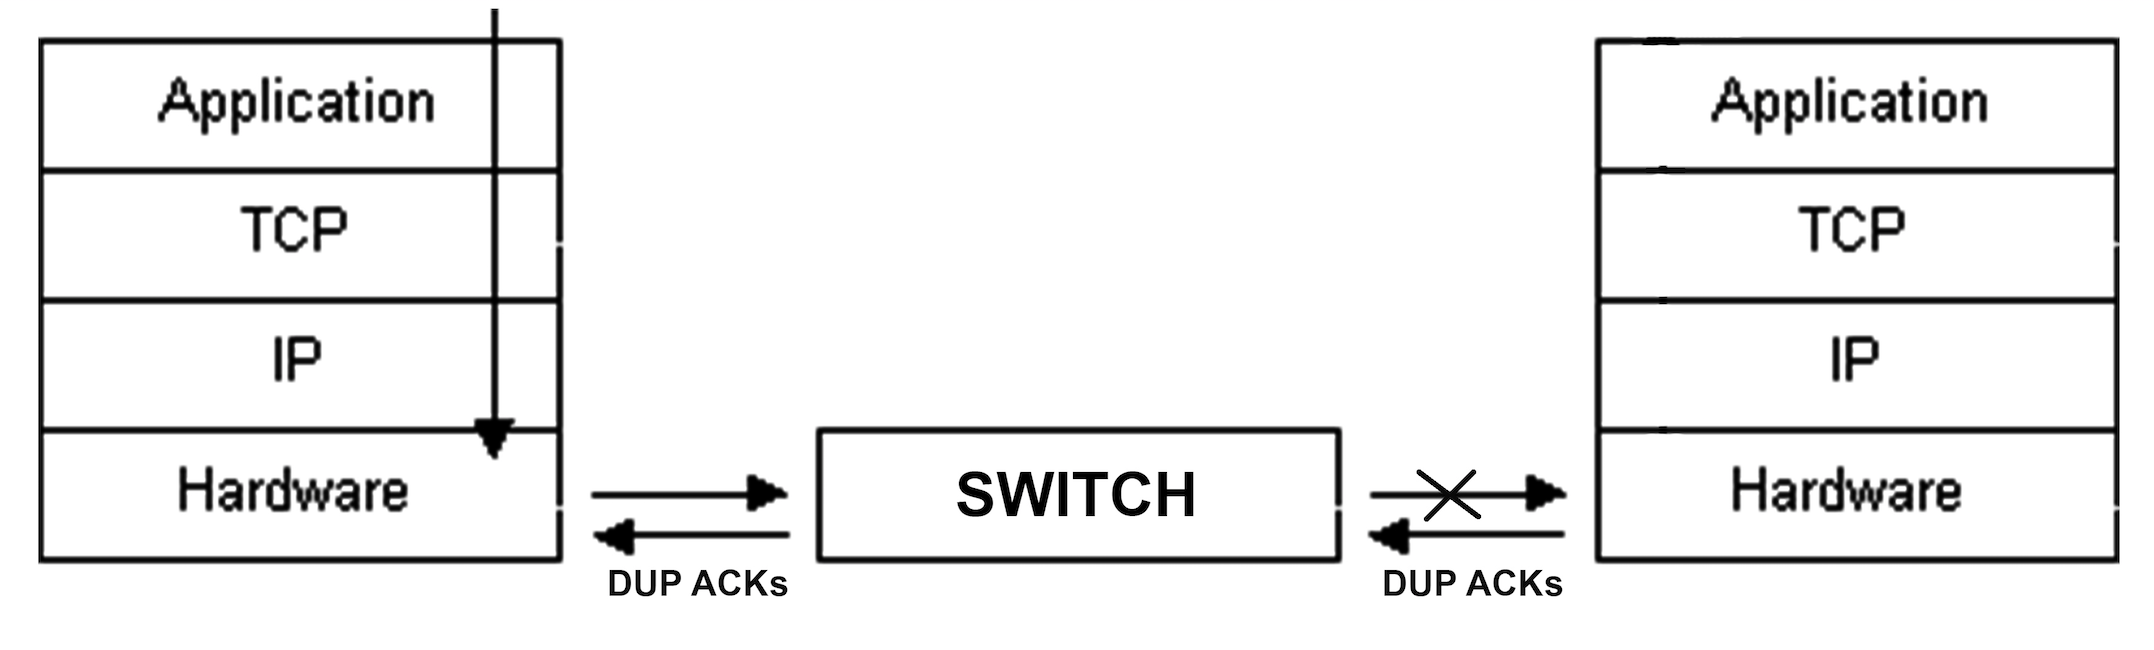 Application
TCP
IP
Hardware
SWITCH
DUP ACKs
DUP ACKs
Application
TCP
IP
Hardware